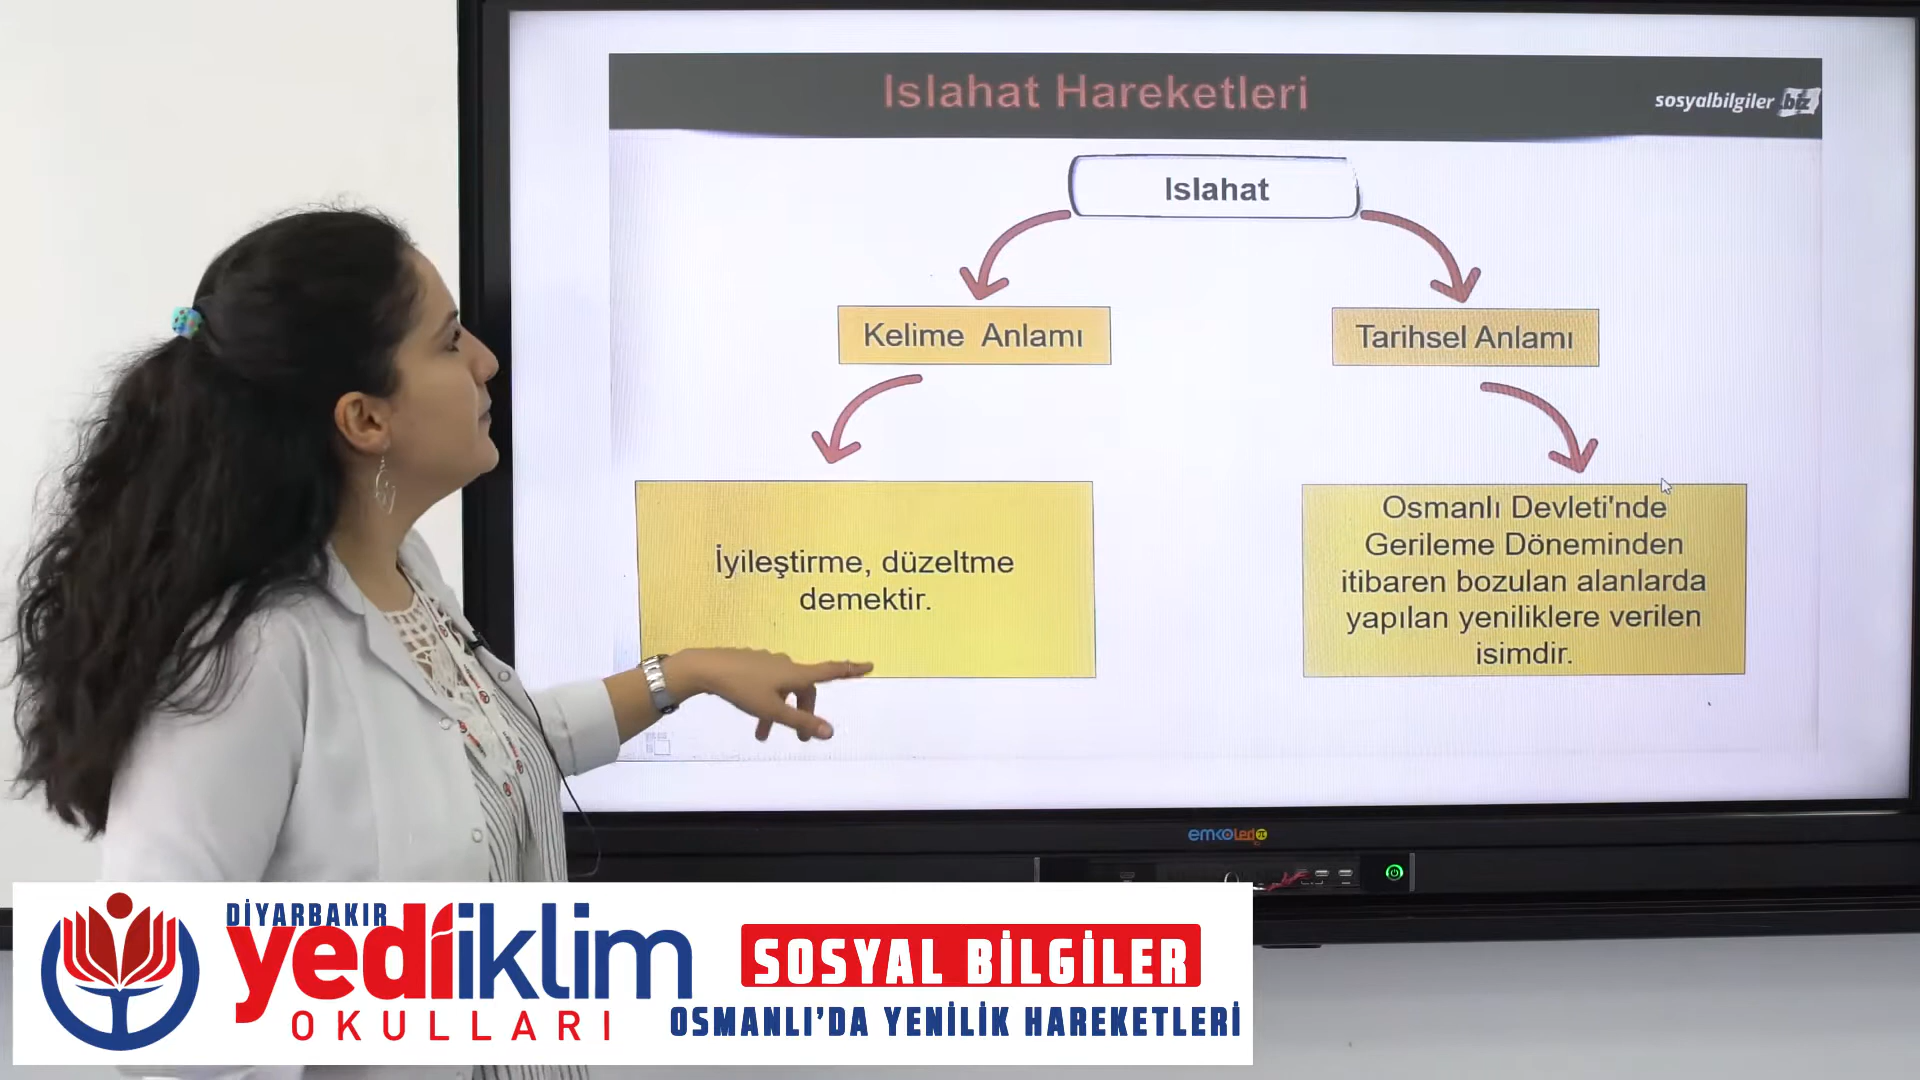 Islahat Hareketleri
sosyalbilgiler.biz
Islahat
Kelime Anlamı
Tarihsel Anlamı
İyileştirme, düzeltme
demektir.
Osmanlı Devleti'nde
Gerileme Döneminden
itibaren bozulan alanlarda
yapılan yeniliklere verilen
isimdir.
emkoled
DİYARBAKIR
yediiklim
OKULLARI
SOSYAL BİLGİLER
OSMANLI'DA YENİLİK HAREKETLERİ